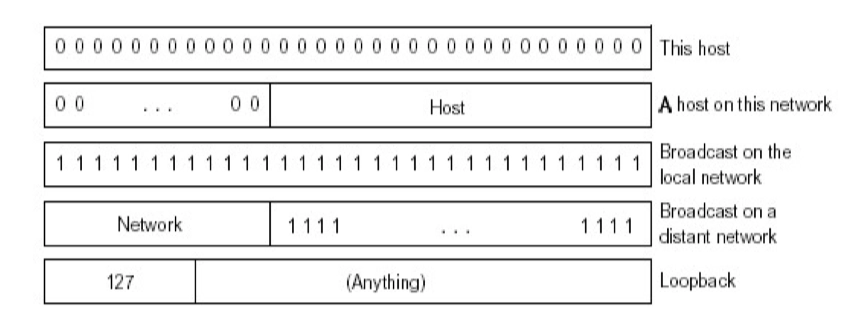 0 0 0 0 0 0 0 0 0 0 0 0 0 0 0 0 0 0 0 0 0 0 0 0 0 0 0 0 0 0 0 0 This host
0 0 ... 0 0 Host A host on this network
1 1 1 1 1 1 1 1 1 1 1 1 1 1 1 1 1 1 1 1 1 1 1 1 1 1 1 1 1 1 1 1 Broadcast on the
local network
Network 1 1 1 1 ... 1 1 1 1 Broadcast on a
distant network
127 (Anything) Loopback